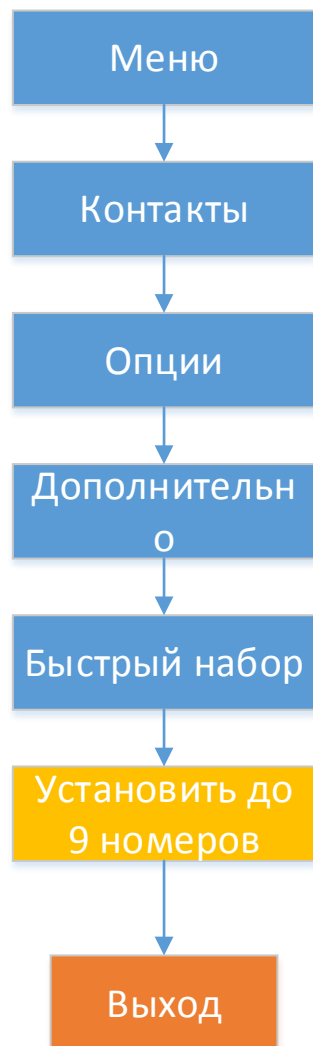 Меню
Контакты
Опции
Дополнительн
о
Быстрый набор
Установить до
9 номеров
Выход